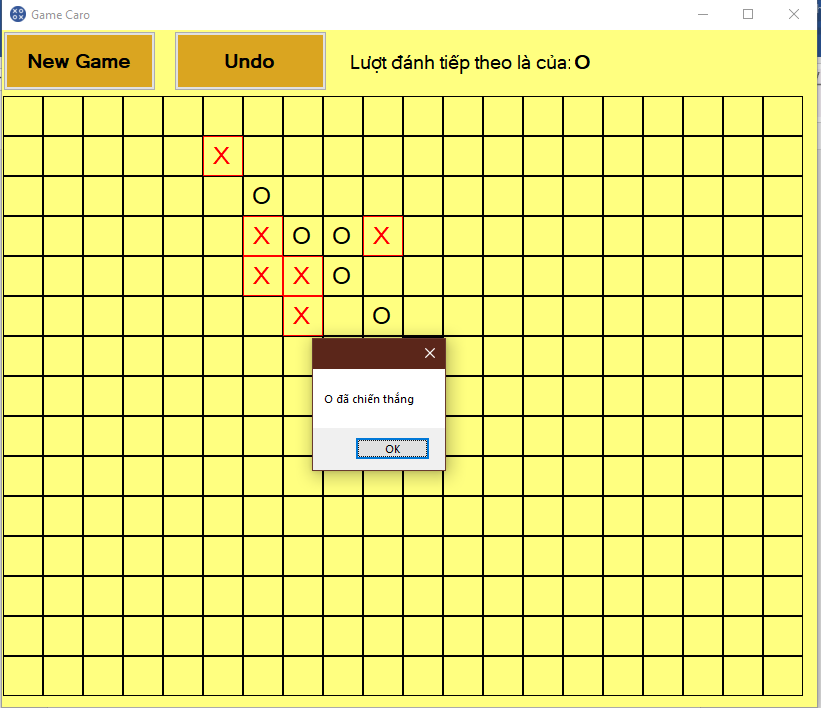 Game Caro
New Game Undo Lượt đánh tiếp theo là của: O
X
O
X O O X
X X O
X O
O đã chiến thắng
OK